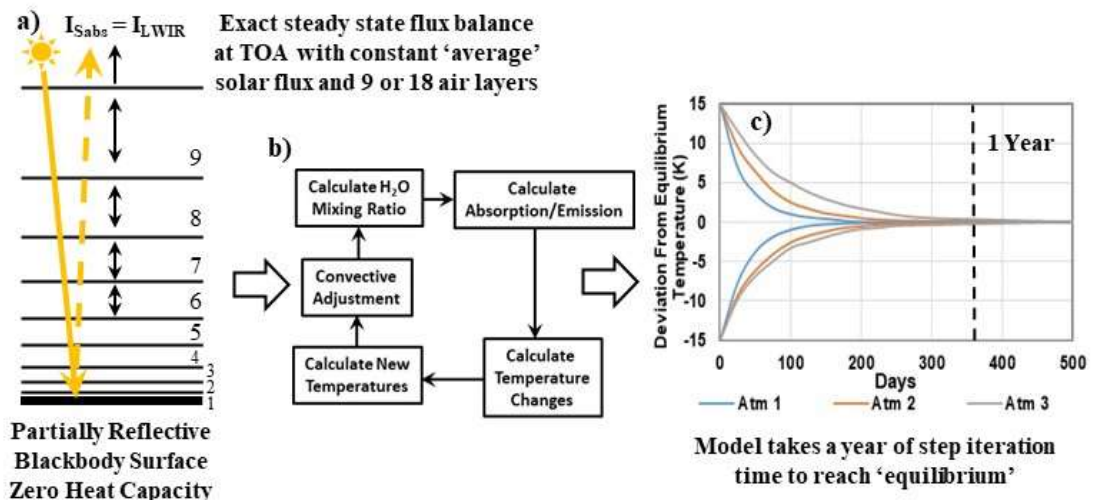 a)
I_Sabs = I_LWIR
Exact steady state flux balance
at TOA with constant ‘average’
solar flux and 9 or 18 air layers
9
8
7
6
5
4
3
2
1
Partially Reflective
Blackbody Surface
Zero Heat Capacity
b)
Calculate H₂O
Mixing Ratio
Calculate
Absorption/Emission
Convective
Adjustment
Calculate New
Temperatures
Calculate
Temperature
Changes
c)
1 Year
Deviation From Equilibrium
Temperature (K)
15
10
5
0
-5
-10
-15
0
100
200
300
400
500
Days
Atm 1
Atm 2
Atm 3
Model takes a year of step iteration
time to reach ‘equilibrium’